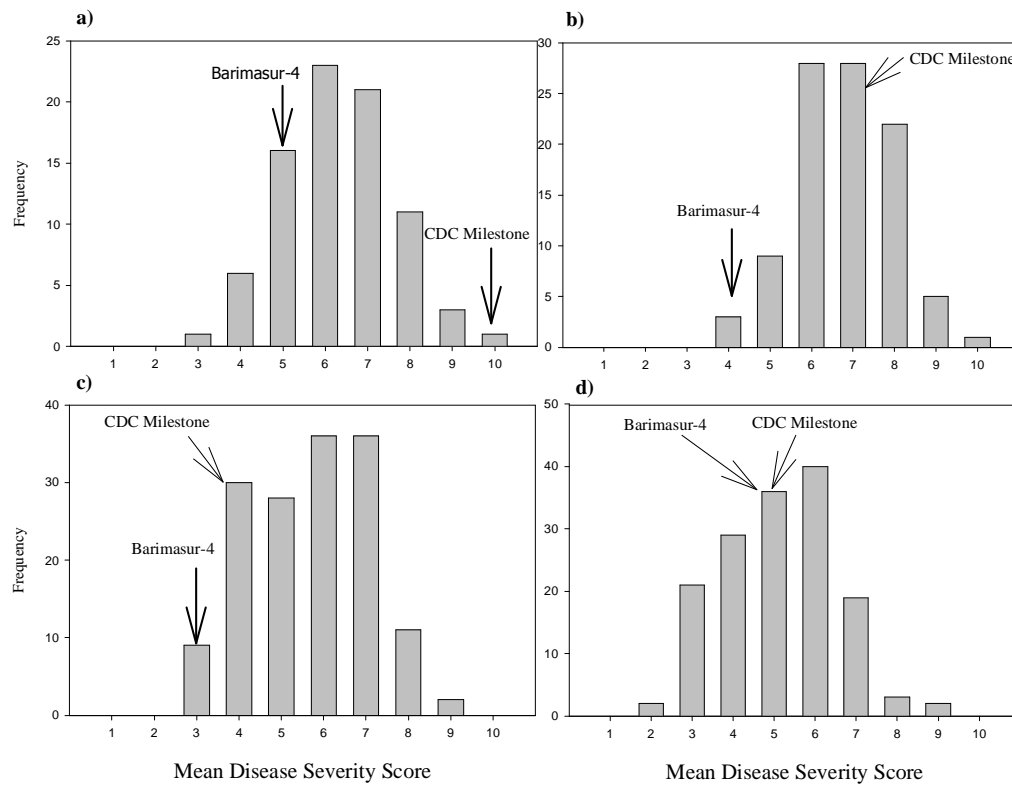 a)
25
20
15
10
5
0
Frequency
Barimasur-4
CDC Milestone
1 2 3 4 5 6 7 8 9 10
b)
30
25
20
15
10
5
0
CDC Milestone
Barimasur-4
1 2 3 4 5 6 7 8 9 10
c)
40
30
20
10
0
Frequency
CDC Milestone
Barimasur-4
1 2 3 4 5 6 7 8 9 10
Mean Disease Severity Score
d)
50
40
30
20
10
0
Barimasur-4
CDC Milestone
1 2 3 4 5 6 7 8 9 10
Mean Disease Severity Score